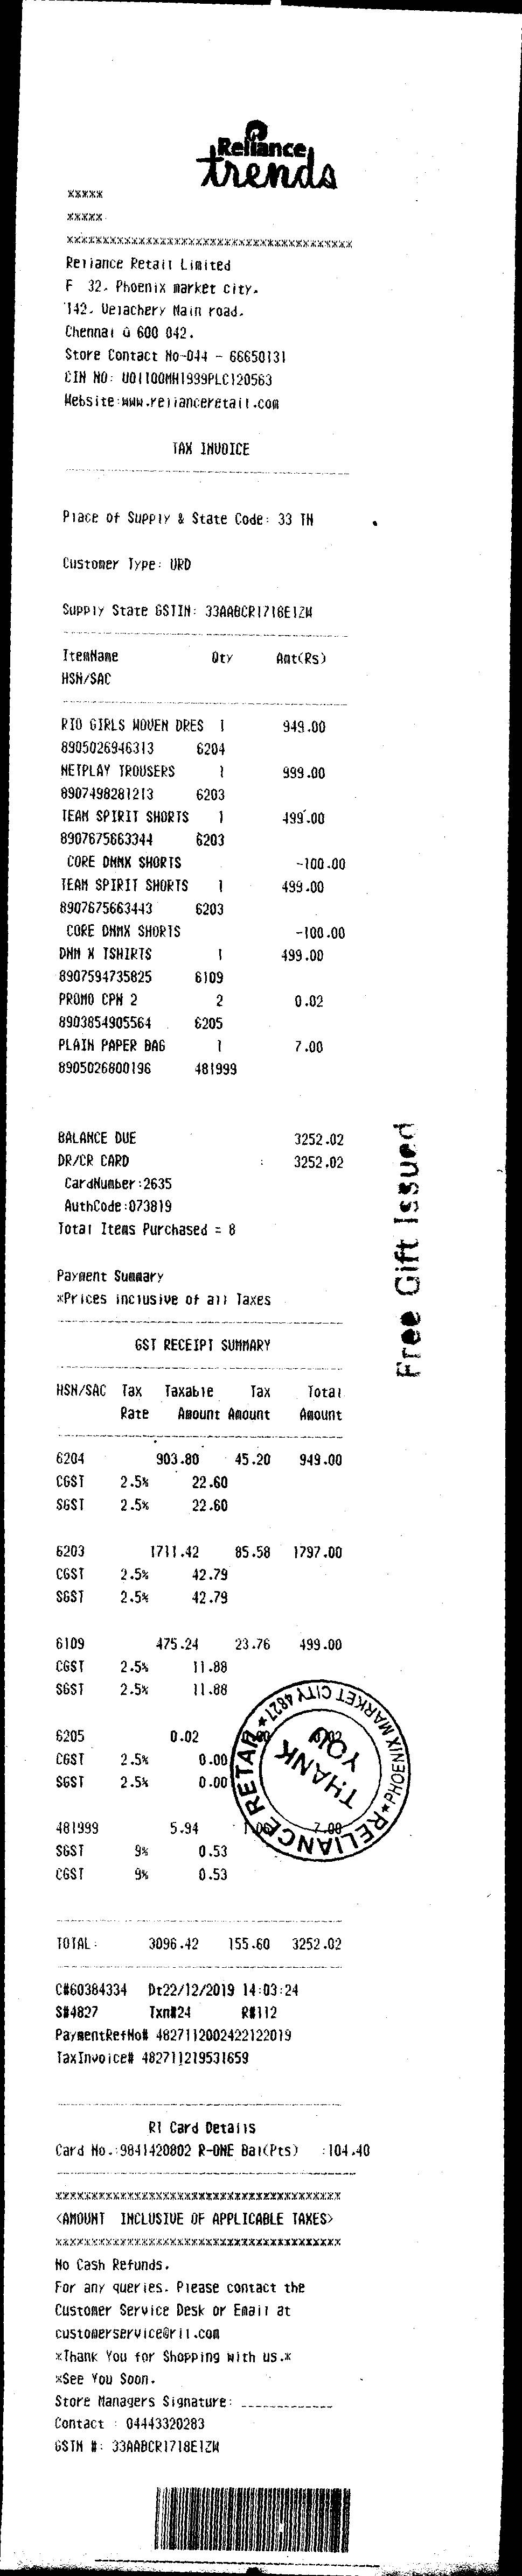 Reliance
trends
*****
*****
****************************************
Reliance Retail Limited
F 32, Phoenix market city,
142, Velachery Main road,
Chennai û 600 042.
Store Contact No-044 - 66650131
CIN NO: U01100MH1999PLC120563
Website:www.relianceretail.com
TAX INVOICE
Place of Supply & State Code: 33 TN
Customer Type: URD
Supply State GSTIN: 33AABCR1718E1ZW
ItemName Qty Amt(Rs)
HSN/SAC
RIO GIRLS WOVEN DRES 1 949.00
8905026946313 6204
NETPLAY TROUSERS 1 999.00
8907498281213 6203
TEAM SPIRIT SHORTS 1 499.00
8907675663344 6203
CORE DNMX SHORTS -100.00
TEAM SPIRIT SHORTS 1 499.00
8907675663443 6203
CORE DNMX SHORTS -100.00
DNM X TSHIRTS 1 499.00
8907594735825 6109
PROMO CPN 2 2 0.02
8903854905564 6205
PLAIN PAPER BAG 1 7.00
8905026800196 481999
BALANCE DUE 3252.02
DR/CR CARD : 3252.02
CardNumber:2635
AuthCode:073819
Total Items Purchased = 8
Free Gift Issued
Payment Summary
*Prices inclusive of all Taxes
GST RECEIPT SUMMARY
HSN/SAC Tax Taxable Tax Total
Rate Amount Amount Amount
6204 903.80 45.20 949.00
CGST 2.5% 22.60
SGST 2.5% 22.60
6203 1711.42 85.58 1797.00
CGST 2.5% 42.79
SGST 2.5% 42.79
6109 475.24 23.76 499.00
CGST 2.5% 11.88
SGST 2.5% 11.88
6205 0.02
CGST 2.5% 0.00
SGST 2.5% 0.00
481999 5.94 1.06 7.00
SGST 9% 0.53
CGST 9% 0.53
RELIANCE RETAIL * PHOENIX MARKET CITY 4827 *
THANK
YOU
TOTAL: 3096.42 155.60 3252.02
C#60384334 Dt22/12/2019 14:03:24
S#4827 Txn#24 R#112
PaymentRefNo# 4827112002422122019
TaxInvoice# 482711219531659
R1 Card Details
Card No.:9841420802 R-ONE Bal(Pts) :104.40
****************************************
<AMOUNT INCLUSIVE OF APPLICABLE TAXES>
****************************************
No Cash Refunds.
For any queries, Please contact the
Customer Service Desk or Email at
customerservice@ril.com
*Thank You for Shopping with us.*
*See You Soon.
Store Managers Signature: _____________
Contact : 04443320283
GSTN #: 33AABCR1718E1ZW